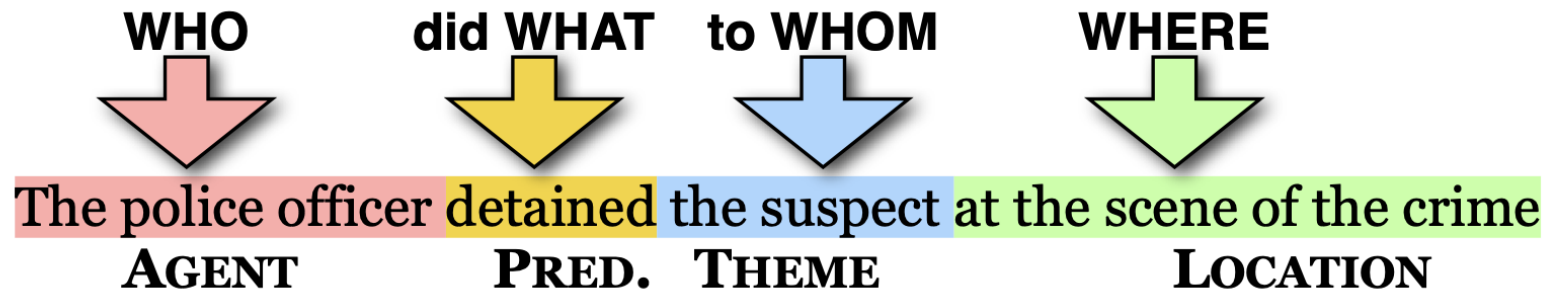 WHO did WHAT to WHOM WHERE
The police officer detained the suspect at the scene of the crime
AGENT PRED. THEME LOCATION